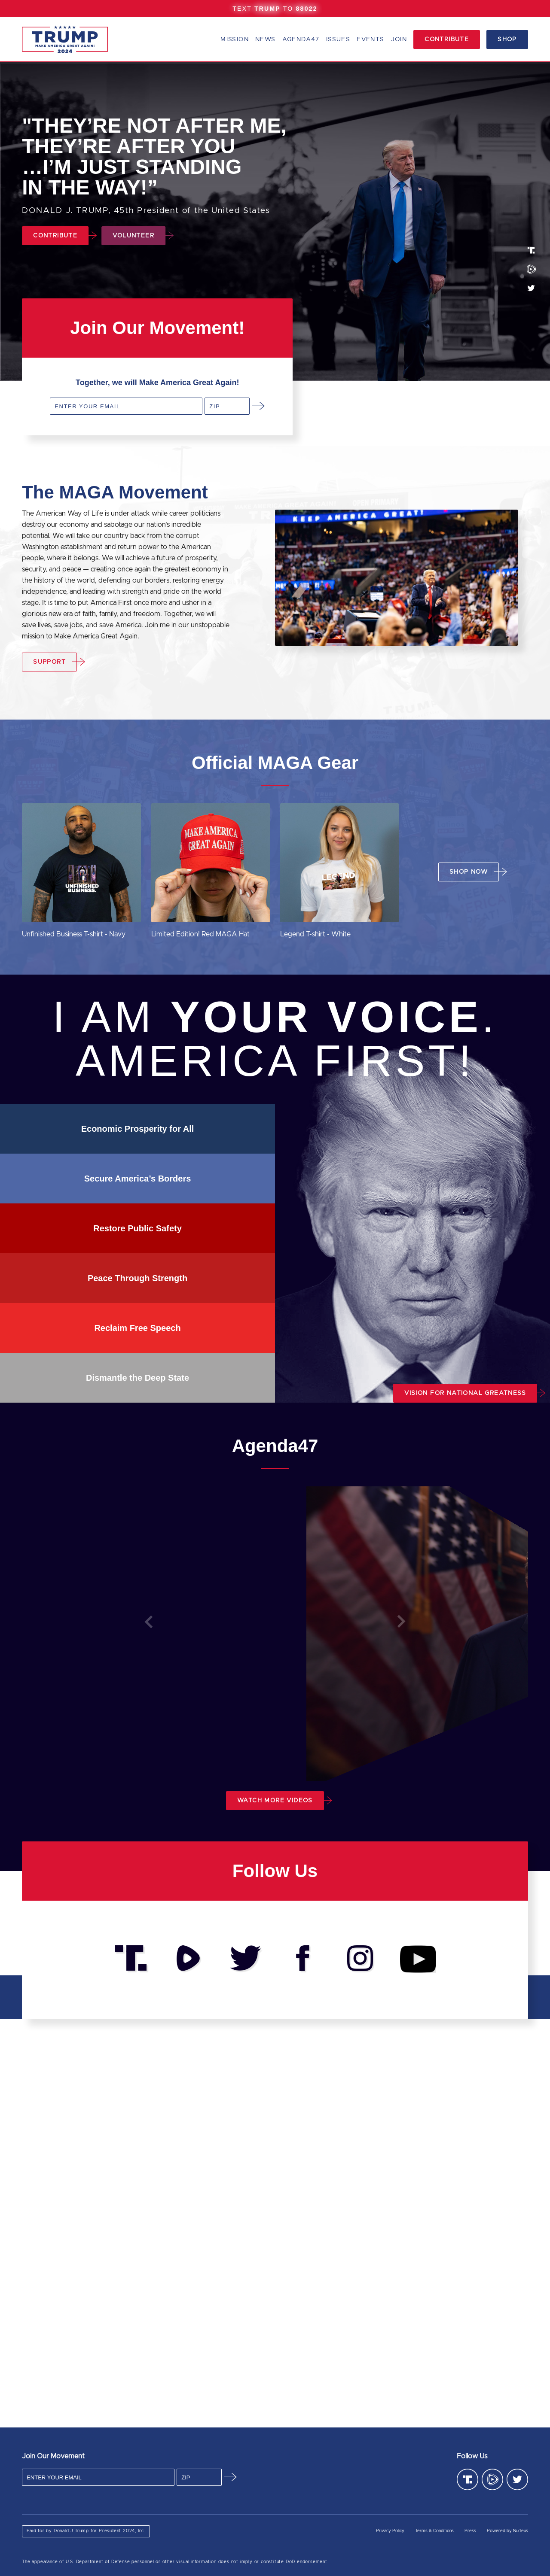 TEXT TRUMP TO 88022
TRUMP
MAKE AMERICA GREAT AGAIN!
2024
MISSION NEWS AGENDA47 ISSUES EVENTS JOIN CONTRIBUTE SHOP
"THEY’RE NOT AFTER ME,
THEY’RE AFTER YOU
…I’M JUST STANDING
IN THE WAY!”
DONALD J. TRUMP, 45th President of the United States
CONTRIBUTE VOLUNTEER
Join Our Movement!
Together, we will Make America Great Again!
ENTER YOUR EMAIL ZIP
The MAGA Movement
The American Way of Life is under attack while career politicians
destroy our economy and sabotage our nation's incredible
potential. We will take our country back from the corrupt
Washington establishment and return power to the American
people, where it belongs. We will achieve a future of prosperity,
security, and peace — creating once again the greatest economy in
the history of the world, defending our borders, restoring energy
independence, and leading with strength and pride on the world
stage. It is time to put America First once more and usher in a
glorious new era of faith, family, and freedom. Together, we will
save lives, save jobs, and save America. Join me in our unstoppable
mission to Make America Great Again.
KEEP AMERICA GREAT!
SUPPORT
Official MAGA Gear
UNFINISHED
BUSINESS.
MAKE AMERICA
GREAT AGAIN
LEGEND
SHOP NOW
Unfinished Business T-shirt - Navy
Limited Edition! Red MAGA Hat
Legend T-shirt - White
I AM YOUR VOICE.
AMERICA FIRST!
Economic Prosperity for All
Secure America’s Borders
Restore Public Safety
Peace Through Strength
Reclaim Free Speech
Dismantle the Deep State
VISION FOR NATIONAL GREATNESS
Agenda47
WATCH MORE VIDEOS
Follow Us
Join Our Movement
Follow Us
ENTER YOUR EMAIL ZIP
Paid for by Donald J Trump for President 2024, Inc.
Privacy Policy Terms & Conditions Press Powered by Nucleus
The appearance of U.S. Department of Defense personnel or other visual information does not imply or constitute DoD endorsement.